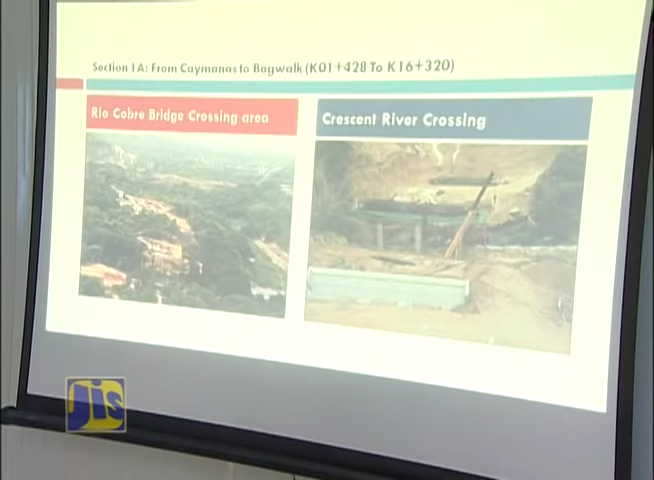 Section 1A: From Caymanas to Bogwalk (K01+428 To K16+320)
Rio Cobre Bridge Crossing area
Crescent River Crossing
Jis